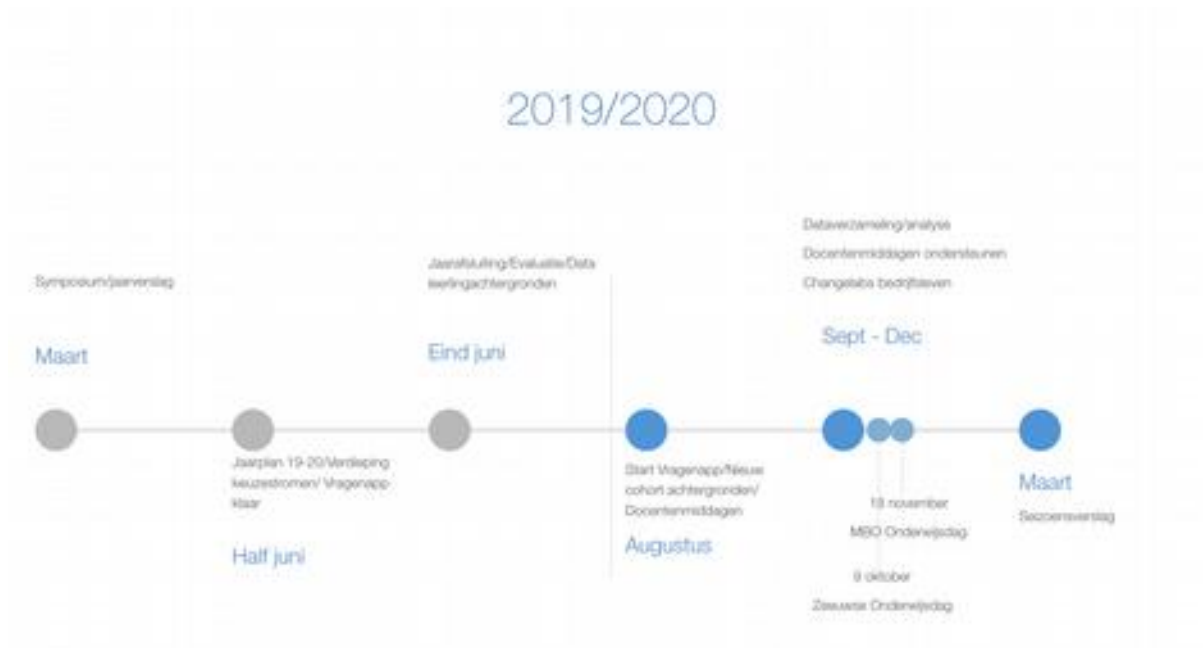 2019/2020
Symposium/jaarverslag
Maart
Jaarplan 19-20/Verdieping
keuzestromen/ Vragenapp
klaar
Half juni
Jaarafsluiting/Evaluatie/Data
leerlingachtergronden
Eind juni
Start Vragenapp/Nieuw
cohort achtergronden/
Docentenmiddagen
Augustus
Dataverzameling/analyse
Docentenmiddagen ondersteunen
Changelabs bedrijfsleven
Sept - Dec
november
MBO Onderwijsdag
oktober
Zeeuwse Onderwijsdag
Maart
Seizoensverslag